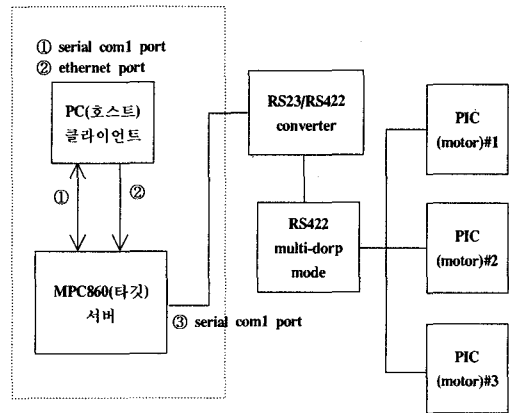 ① serial com1 port
② ethernet port
PC(호스트)
클라이언트
①
②
MPC860(타깃)
서버
③ serial com1 port
RS23/RS422
converter
RS422
multi-dorp
mode
PIC
(motor)#1
PIC
(motor)#2
PIC
(motor)#3